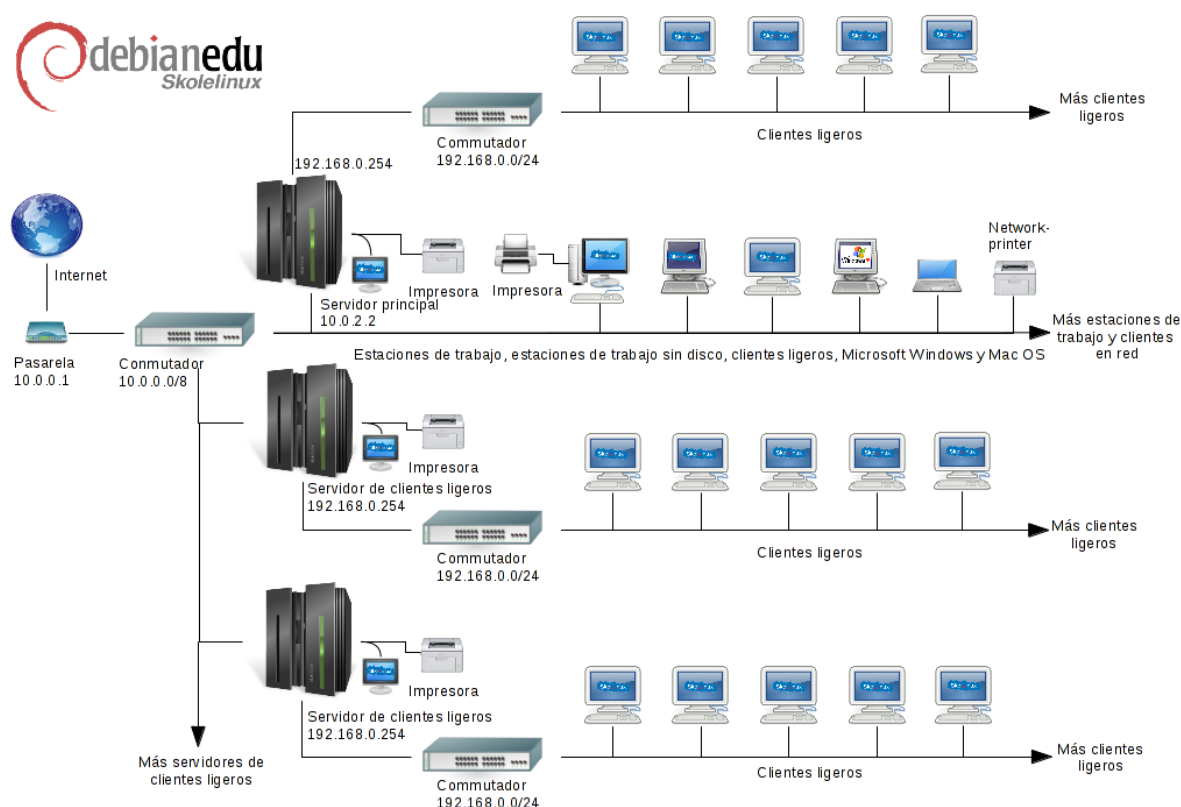 debianedu
Skolelinux
Commutador
192.168.0.0/24
Clientes ligeros
Más clientes
ligeros
192.168.0.254
Internet
Servidor principal
10.0.2.2
Impresora
Impresora
Network-
printer
Pasarela
10.0.0.1
Commutador
10.0.0.0/8
Estaciones de trabajo, estaciones de trabajo sin disco, clientes ligeros, Microsoft Windows y Mac OS
Más estaciones de
trabajo y clientes
en red
Impresora
Servidor de clientes ligeros
192.168.0.254
Commutador
192.168.0.0/24
Clientes ligeros
Más clientes
ligeros
Impresora
Servidor de clientes ligeros
192.168.0.254
Más servidores de
clientes ligeros
Commutador
192.168.0.0/24
Clientes ligeros
Más clientes
ligeros